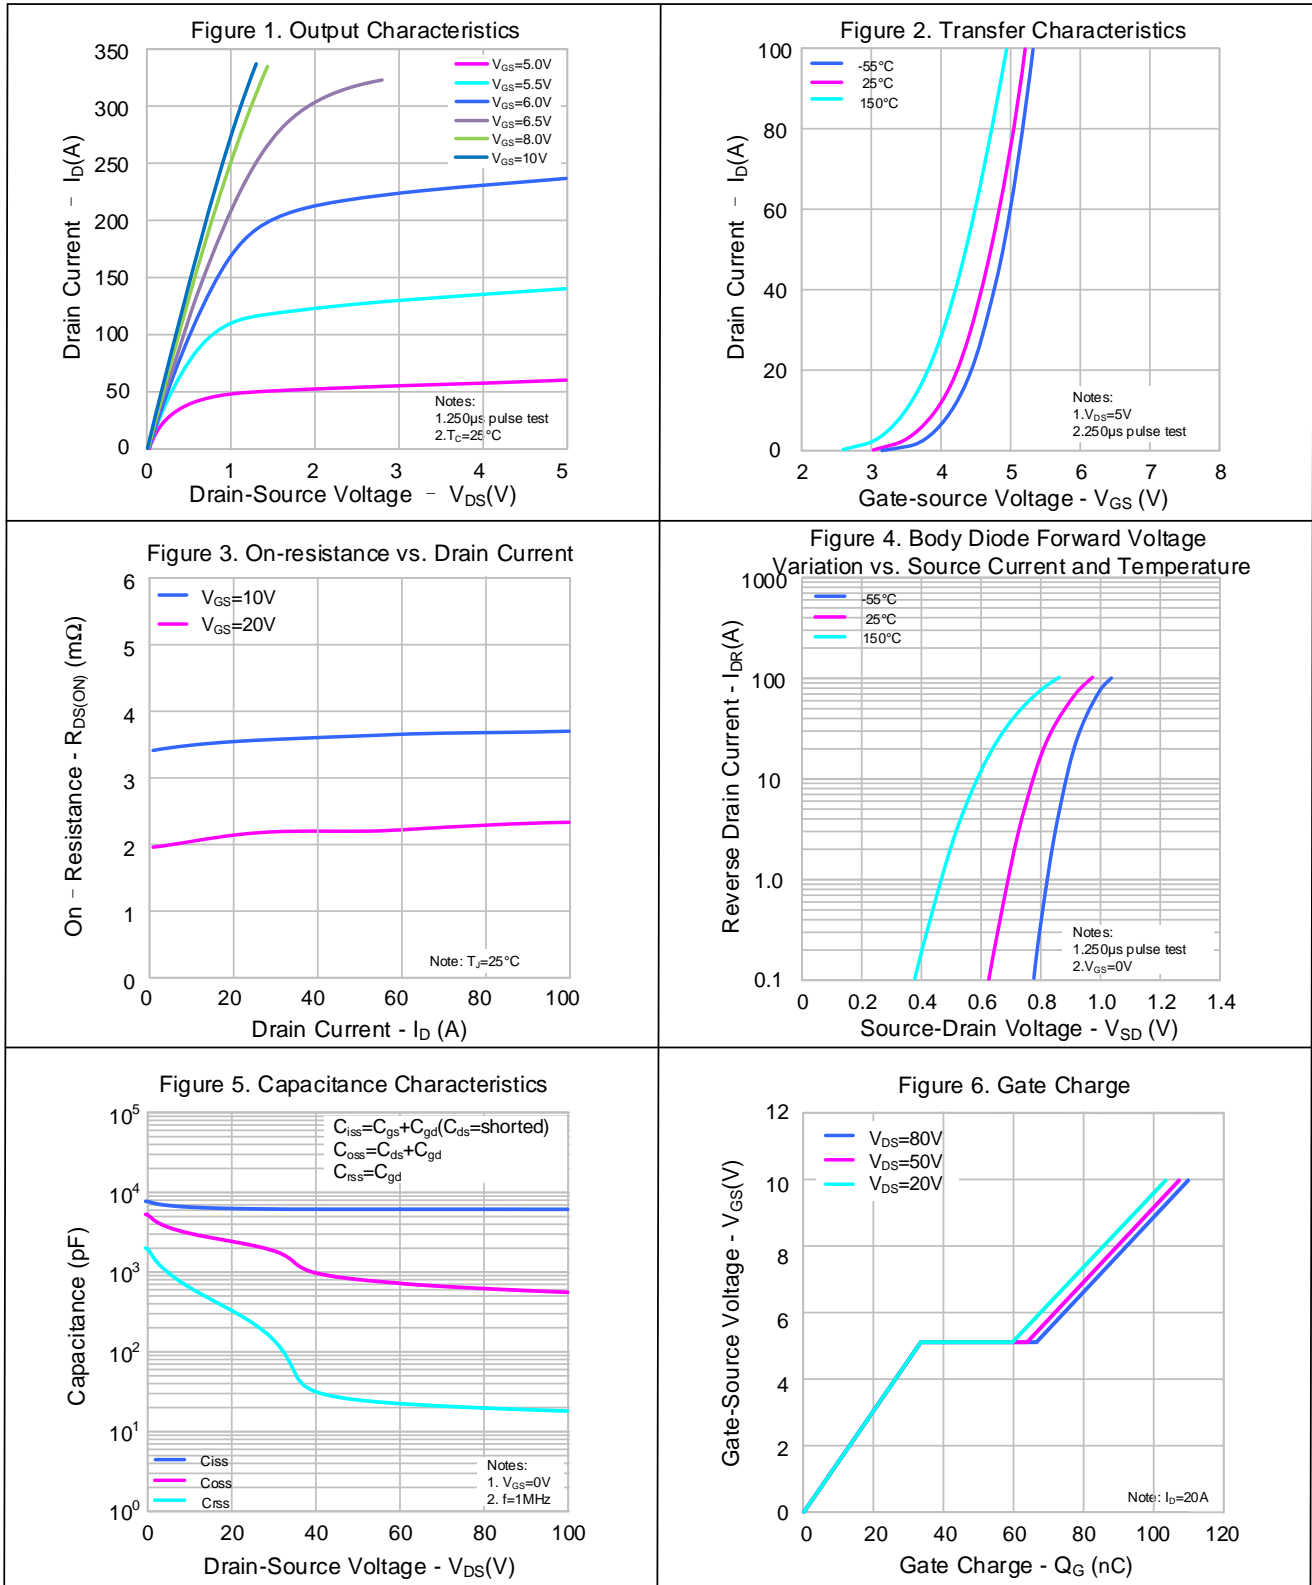 Figure 1. Output Characteristics
350
300
250
200
150
100
50
0
Drain Current − ID(A)
VGS=5.0V
VGS=5.5V
VGS=6.0V
VGS=6.5V
VGS=8.0V
VGS=10V
Notes:
1.250µs pulse test
2.TC=25°C
0 1 2 3 4 5
Drain-Source Voltage − VDS(V)
Figure 2. Transfer Characteristics
100
80
60
40
20
0
Drain Current − ID(A)
-55°C
25°C
150°C
Notes:
1.VDS=5V
2.250µs pulse test
2 3 4 5 6 7 8
Gate-source Voltage - VGS (V)
Figure 3. On-resistance vs. Drain Current
6
5
4
3
2
1
0
On − Resistance - RDS(ON) (mΩ)
VGS=10V
VGS=20V
Note: TJ=25°C
0 20 40 60 80 100
Drain Current - ID (A)
Figure 4. Body Diode Forward Voltage
Variation vs. Source Current and Temperature
1000
100
10
1.0
0.1
Reverse Drain Current - IDR(A)
-55°C
25°C
150°C
Notes:
1.250µs pulse test
2.VGS=0V
0 0.2 0.4 0.6 0.8 1.0 1.2 1.4
Source-Drain Voltage - VSD (V)
Figure 5. Capacitance Characteristics
10⁵
10⁴
10³
10²
10¹
10⁰
Capacitance (pF)
Ciss=Cgs+Cgd(Cds=shorted)
Coss=Cds+Cgd
Crss=Cgd
Ciss
Coss
Crss
Notes:
1. VGS=0V
2. f=1MHz
0 20 40 60 80 100
Drain-Source Voltage - VDS(V)
Figure 6. Gate Charge
12
10
8
6
4
2
0
Gate-Source Voltage - VGS(V)
VDS=80V
VDS=50V
VDS=20V
Note: ID=20A
0 20 40 60 80 100 120
Gate Charge - QG (nC)